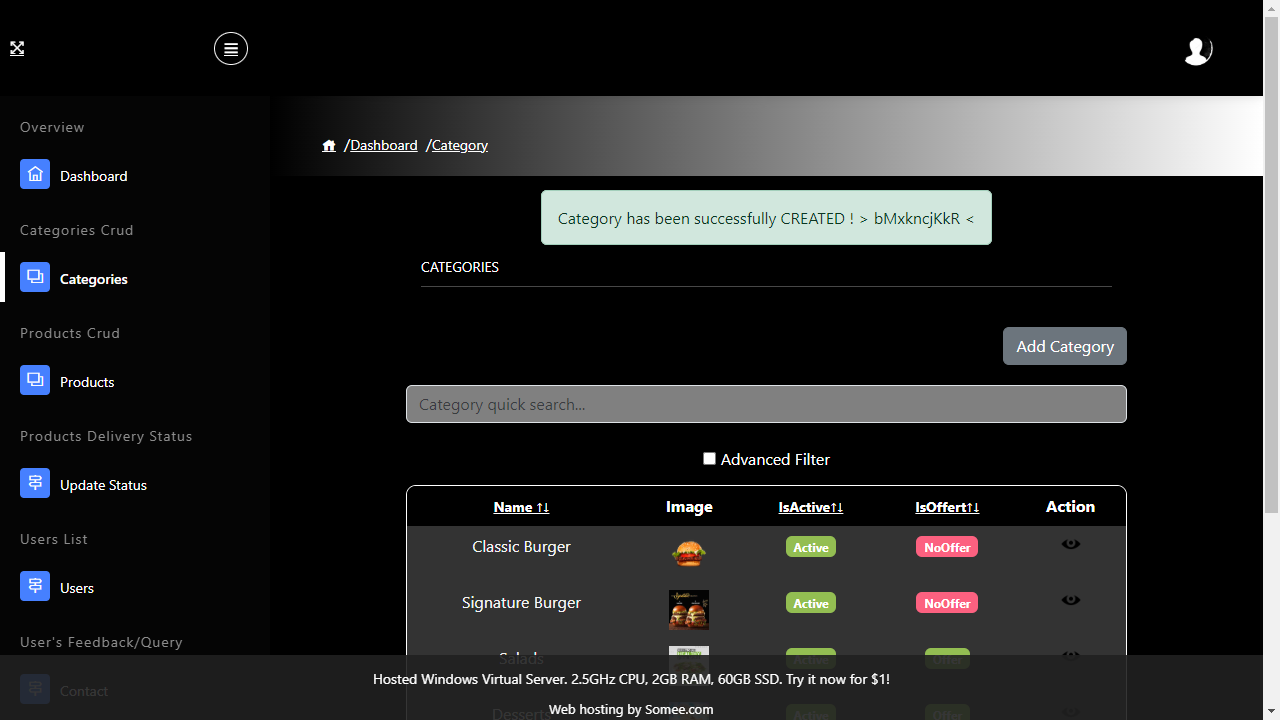 Overview
Dashboard
Categories Crud
Categories
Products Crud
Products
Products Delivery Status
Update Status
Users List
Users
User's Feedback/Query
Contact
/Dashboard /Category
Category has been successfully CREATED ! > bMxkncjKkR <
CATEGORIES
Add Category
Category quick search...
Advanced Filter
Name ↑↓ Image IsActive↑↓ IsOffert↑↓ Action
Classic Burger Active NoOffer
Signature Burger Active NoOffer
Salads Active Offer
Desserts Active Offer
Hosted Windows Virtual Server. 2.5GHz CPU, 2GB RAM, 60GB SSD. Try it now for $1!
Web hosting by Somee.com